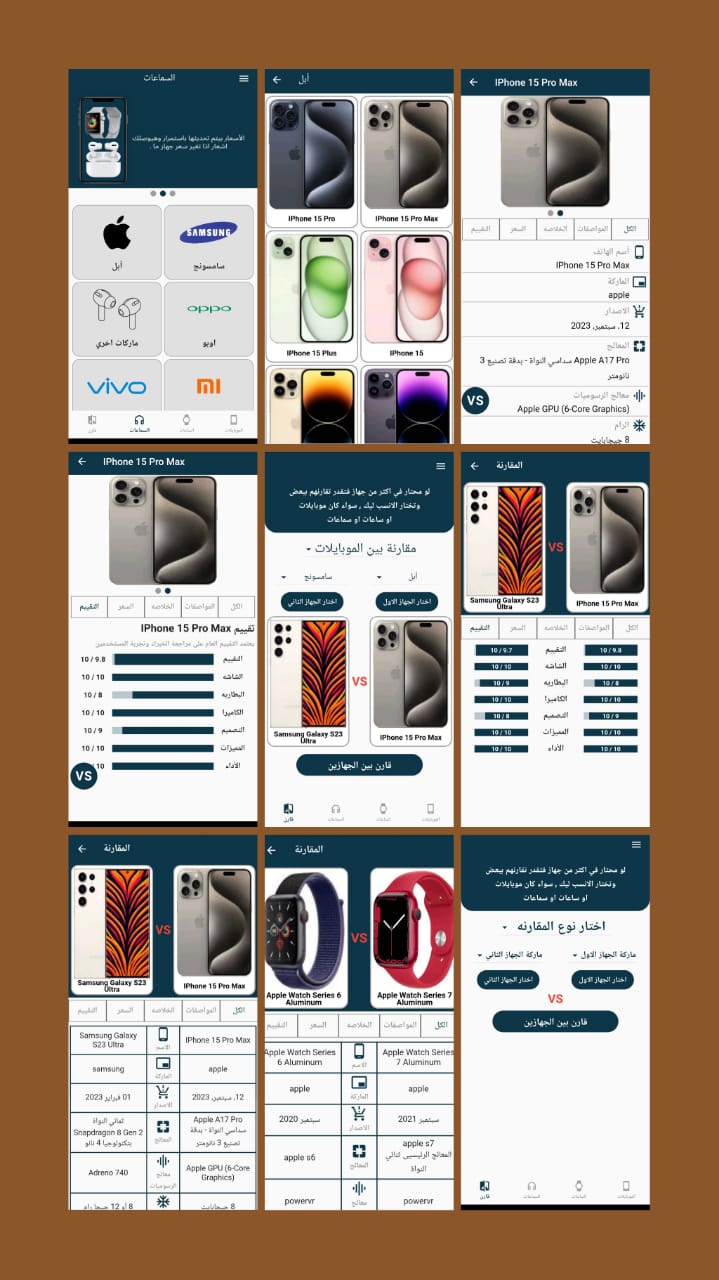 السماعات
الأسعار بيتم تحديثها باستمرار وهيوصلك
اشعار اذا تغير سعر جهاز ما .
SAMSUNG
سامسونج
أبل
oppo
اوبو
ماركات اخري
vivo
mi
الموبايلات
الساعات
السماعات
قارن
أبل
IPhone 15 Pro
IPhone 15 Pro Max
IPhone 15 Plus
IPhone 15
IPhone 15 Pro Max
الكل
المواصفات
الخلاصه
السعر
التقييم
أسم الهاتف
IPhone 15 Pro Max
الماركة
apple
الاصدار
12, سبتمبر, 2023
المعالج
Apple A17 Pro سداسي النواة - بدقة تصنيع 3
نانومتر
معالج الرسوميات
Apple GPU (6-Core Graphics)
الرام
8 جيجابايت
VS
IPhone 15 Pro Max
الكل
المواصفات
الخلاصه
السعر
التقييم
تقييم IPhone 15 Pro Max
يعتمد التقييم العام علي مراجعة الخبراء وتجربة المستخدمين
التقييم
10 / 9.8
الشاشه
10 / 10
البطاريه
10 / 8
الكاميرا
10 / 10
التصميم
10 / 9
المميزات
10 / 10
الأداء
10
VS
لو محتار في اكتر من جهاز فتقدر تقارنهم ببعض
وتختار الانسب ليك , سواء كان موبايلات
او ساعات او سماعات
مقارنة بين الموبايلات
أبل
سامسونج
اختار الجهاز الاول
اختار الجهاز الثاني
VS
Samsung Galaxy S23
Ultra
IPhone 15 Pro Max
قارن بين الجهازين
الموبايلات
الساعات
السماعات
قارن
المقارنة
VS
Samsung Galaxy S23
Ultra
IPhone 15 Pro Max
الكل
المواصفات
الخلاصه
السعر
التقييم
10 / 9.8
التقييم
10 / 9.7
10 / 10
الشاشه
10 / 10
10 / 8
البطاريه
10 / 9
10 / 10
الكاميرا
10 / 10
10 / 9
التصميم
10 / 8
10 / 10
المميزات
10 / 10
10 / 10
الأداء
10 / 10
المقارنة
VS
Samsung Galaxy S23
Ultra
IPhone 15 Pro Max
الكل
المواصفات
الخلاصه
السعر
التقييم
IPhone 15 Pro Max
الاسم
Samsung Galaxy
S23 Ultra
apple
الماركة
samsung
12, سبتمبر, 2023
الاصدار
01 فبراير 2023
Apple A17 Pro
سداسي النواة - بدقة
تصنيع 3 نانومتر
المعالج
ثماني النواة
Snapdragon 8 Gen 2
بتكنولوجيا 4 نانو
Apple GPU (6-Core
Graphics)
معالج
الرسوميات
Adreno 740
8 جيجابايت
8 أو 12 جيجا رام
المقارنة
VS
Apple Watch Series 6
Aluminum
Apple Watch Series 7
Aluminum
الكل
المواصفات
الخلاصه
السعر
التقييم
Apple Watch Series
7 Aluminum
الاسم
Apple Watch Series
6 Aluminum
apple
الماركة
apple
سبتمبر 2021
الاصدار
سبتمبر 2020
apple s7
المعالج الرئيسيى ثنائي
النواة
المعالج
apple s6
powervr
معالج
powervr
لو محتار في اكتر من جهاز فتقدر تقارنهم ببعض
وتختار الانسب ليك , سواء كان موبايلات
او ساعات او سماعات
اختار نوع المقارنه
ماركة الجهاز الاول
ماركة الجهاز الثاني
اختار الجهاز الاول
اختار الجهاز الثاني
VS
قارن بين الجهازين
الموبايلات
الساعات
السماعات
قارن